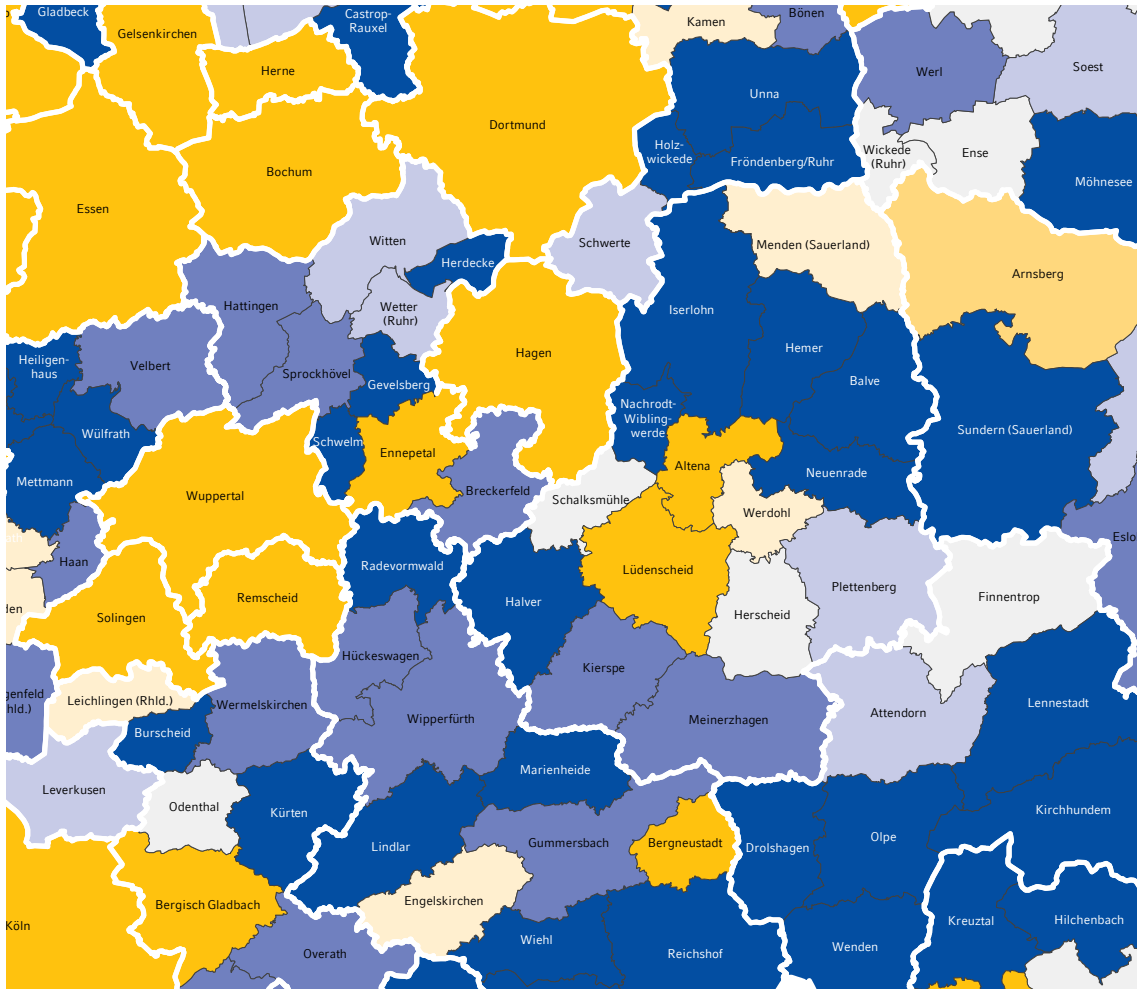 Gladbeck
Castrop-
Rauxel
Kamen
Bönen
Gelsenkirchen
Herne
Werl
Soest
Unna
Dortmund
Holz-
wickede
Fröndenberg/Ruhr
Wickede
(Ruhr)
Ense
Möhnesee
Bochum
Essen
Witten
Schwerte
Menden (Sauerland)
Arnsberg
Herdecke
Hattingen
Wetter
(Ruhr)
Iserlohn
Hemer
Balve
Hagen
Heiligen-
haus
Velbert
Sprockhövel
Gevelsberg
Nachrodt-
Wibling-
werde
Sundern (Sauerland)
Wülfrath
Schwelm
Ennepetal
Altena
Neuenrade
Mettmann
Wuppertal
Breckerfeld
Schalksmühle
Werdohl
ath
Haan
Radevormwald
Lüdenscheid
Plettenberg
Eslo
Finnentrop
den
Solingen
Remscheid
Halver
Herscheid
Hückeswagen
Kierspe
genfeld
hld.)
Leichlingen (Rhld.)
Wermelskirchen
Wipperfürth
Meinerzhagen
Attendorn
Lennestadt
Burscheid
Marienheide
Leverkusen
Odenthal
Kürten
Lindlar
Gummersbach
Bergneustadt
Drolshagen
Olpe
Kirchhundem
Bergisch Gladbach
Engelskirchen
Köln
Overath
Wiehl
Reichshof
Wenden
Kreuztal
Hilchenbach